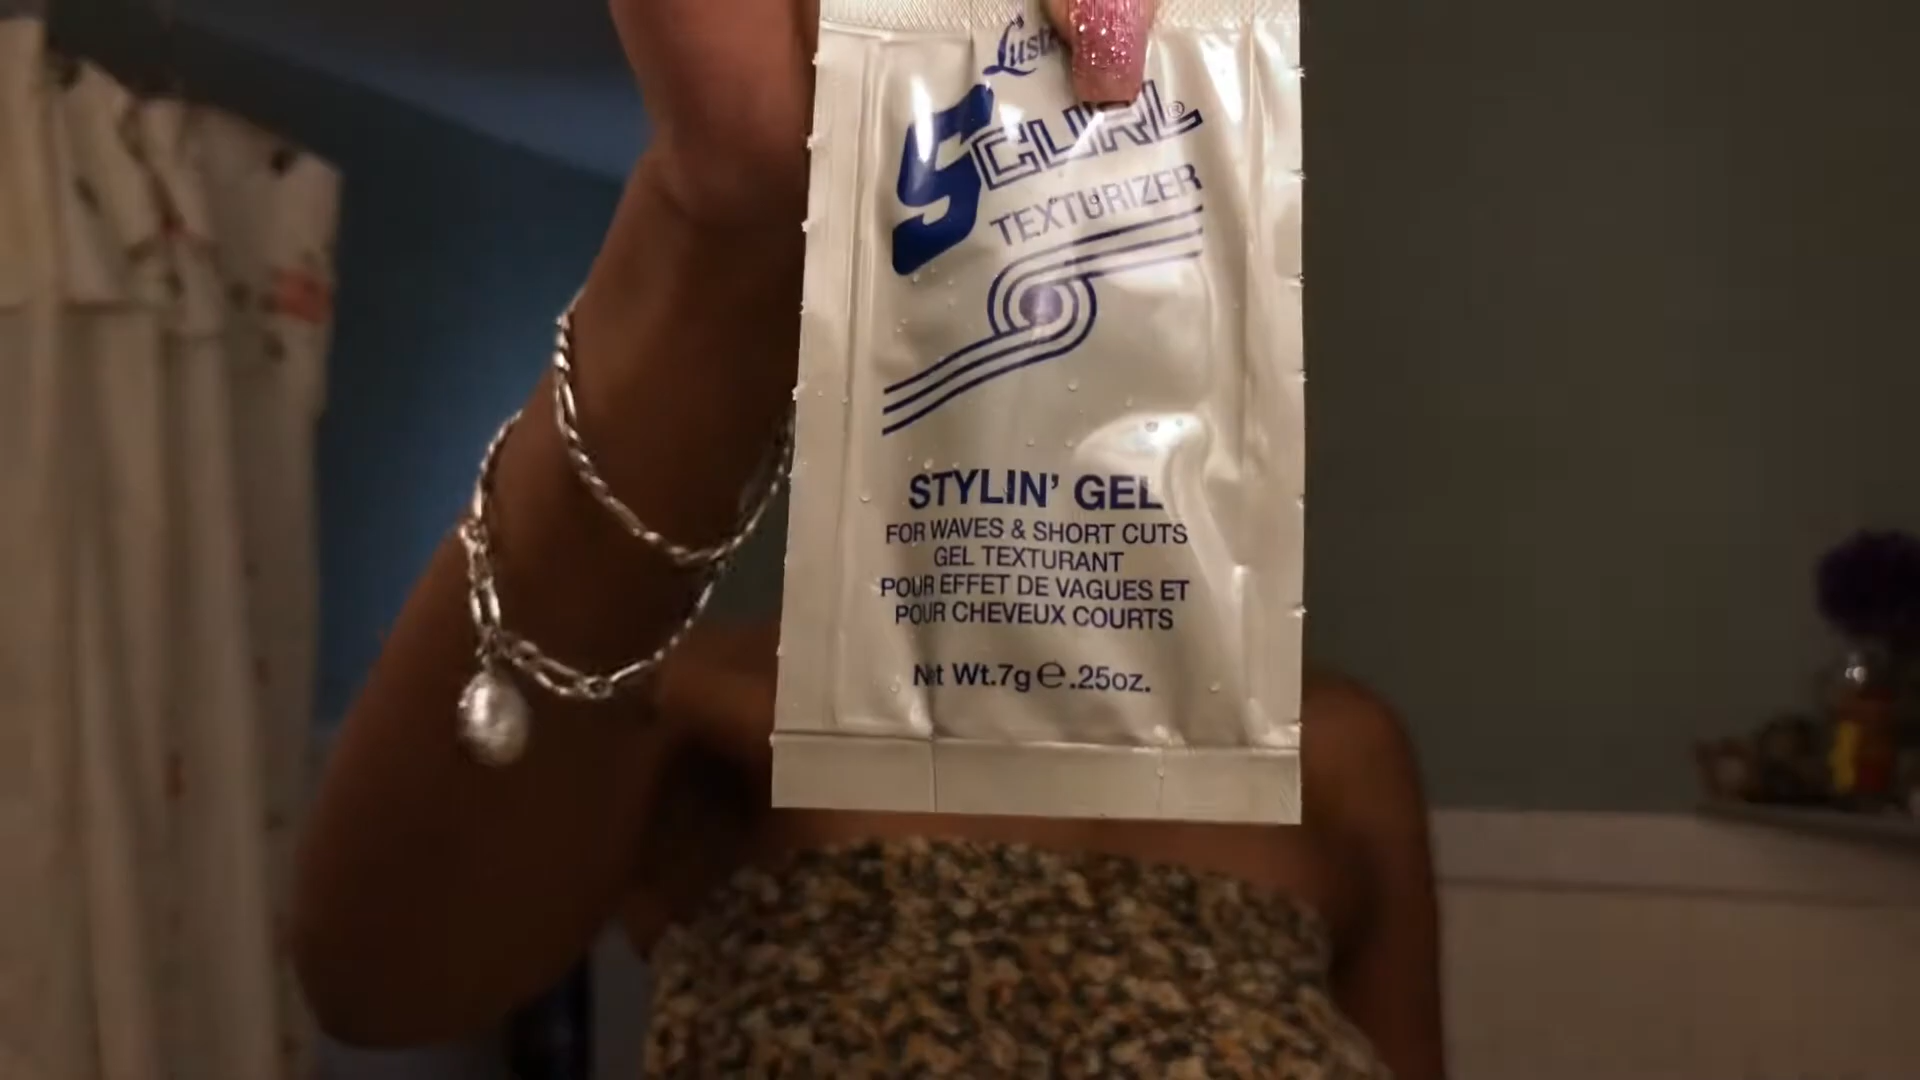 SCURL®
TEXTURIZER
STYLIN' GEL
FOR WAVES & SHORT CUTS
GEL TEXTURANT
POUR EFFET DE VAGUES ET
POUR CHEVEUX COURTS
Net Wt.7g℮.25oz.